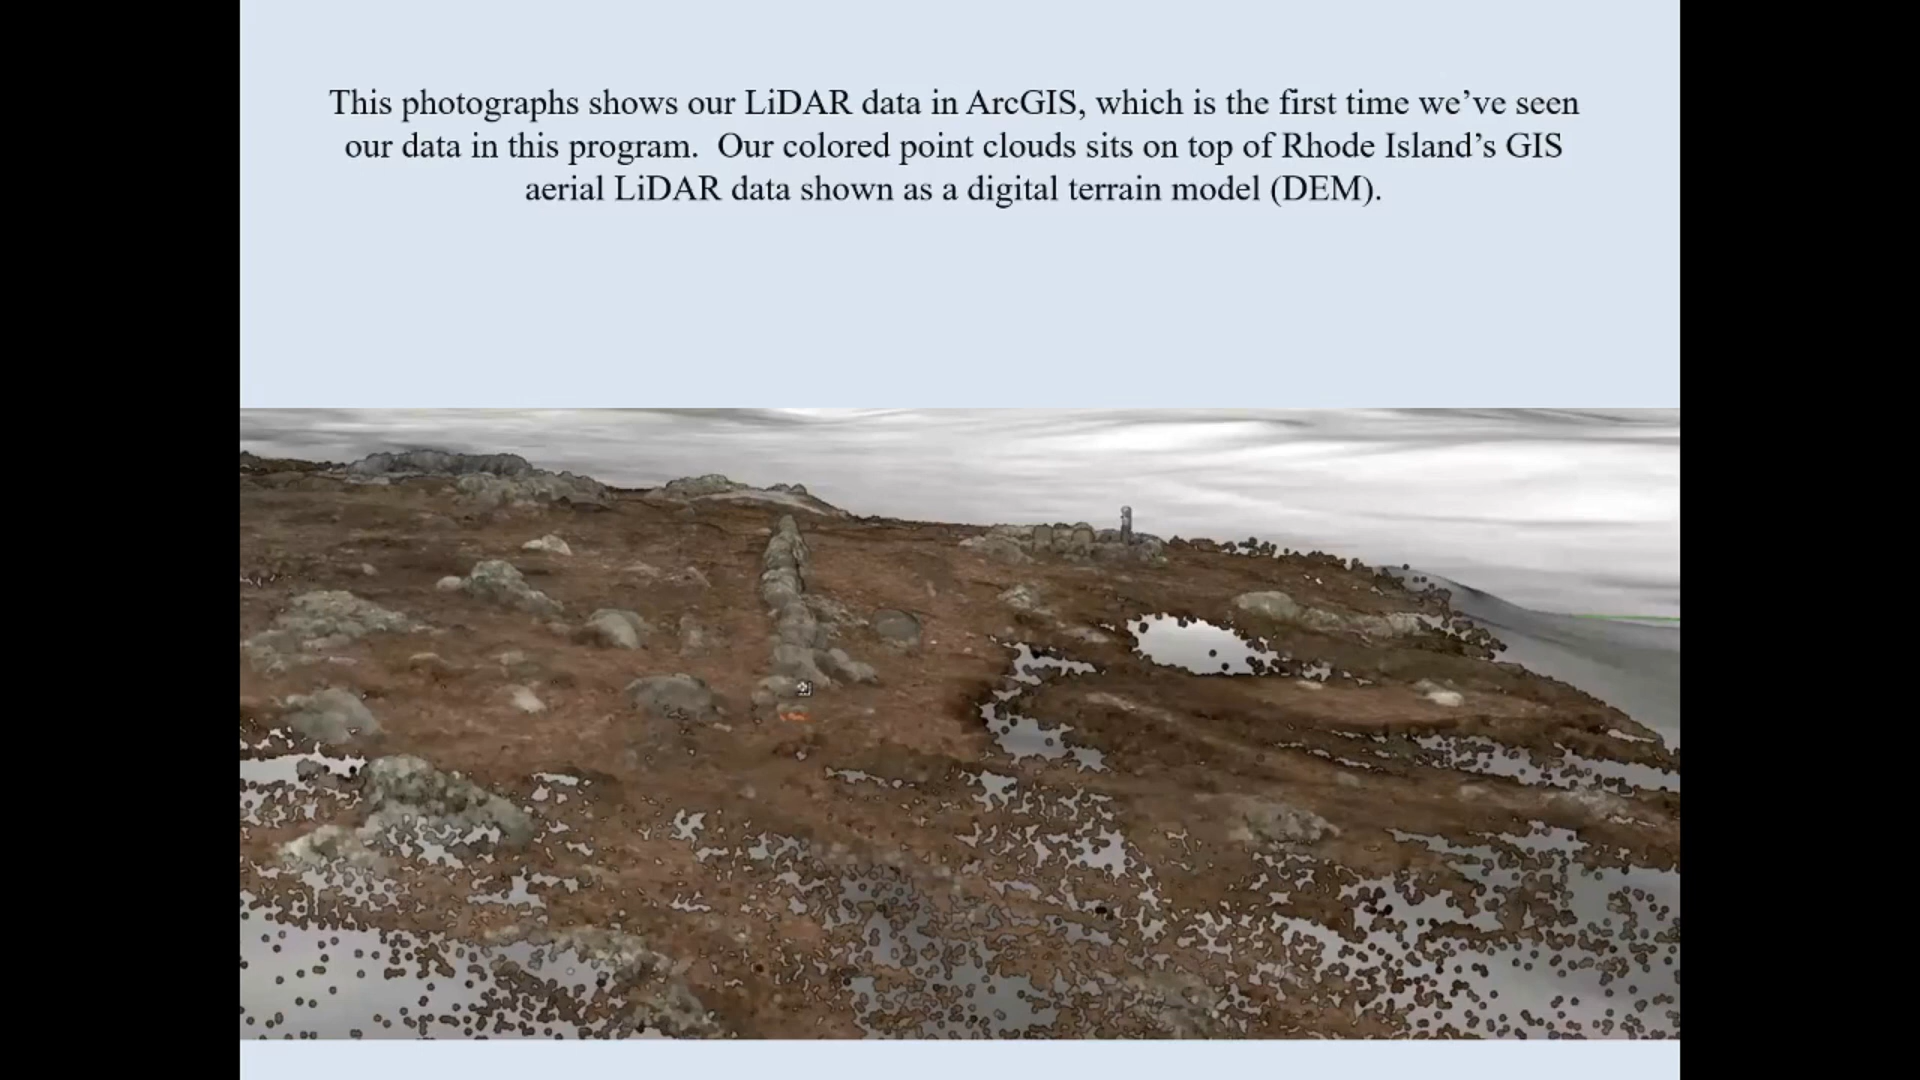 This photographs shows our LiDAR data in ArcGIS, which is the first time we’ve seen
our data in this program.  Our colored point clouds sits on top of Rhode Island’s GIS
aerial LiDAR data shown as a digital terrain model (DEM).